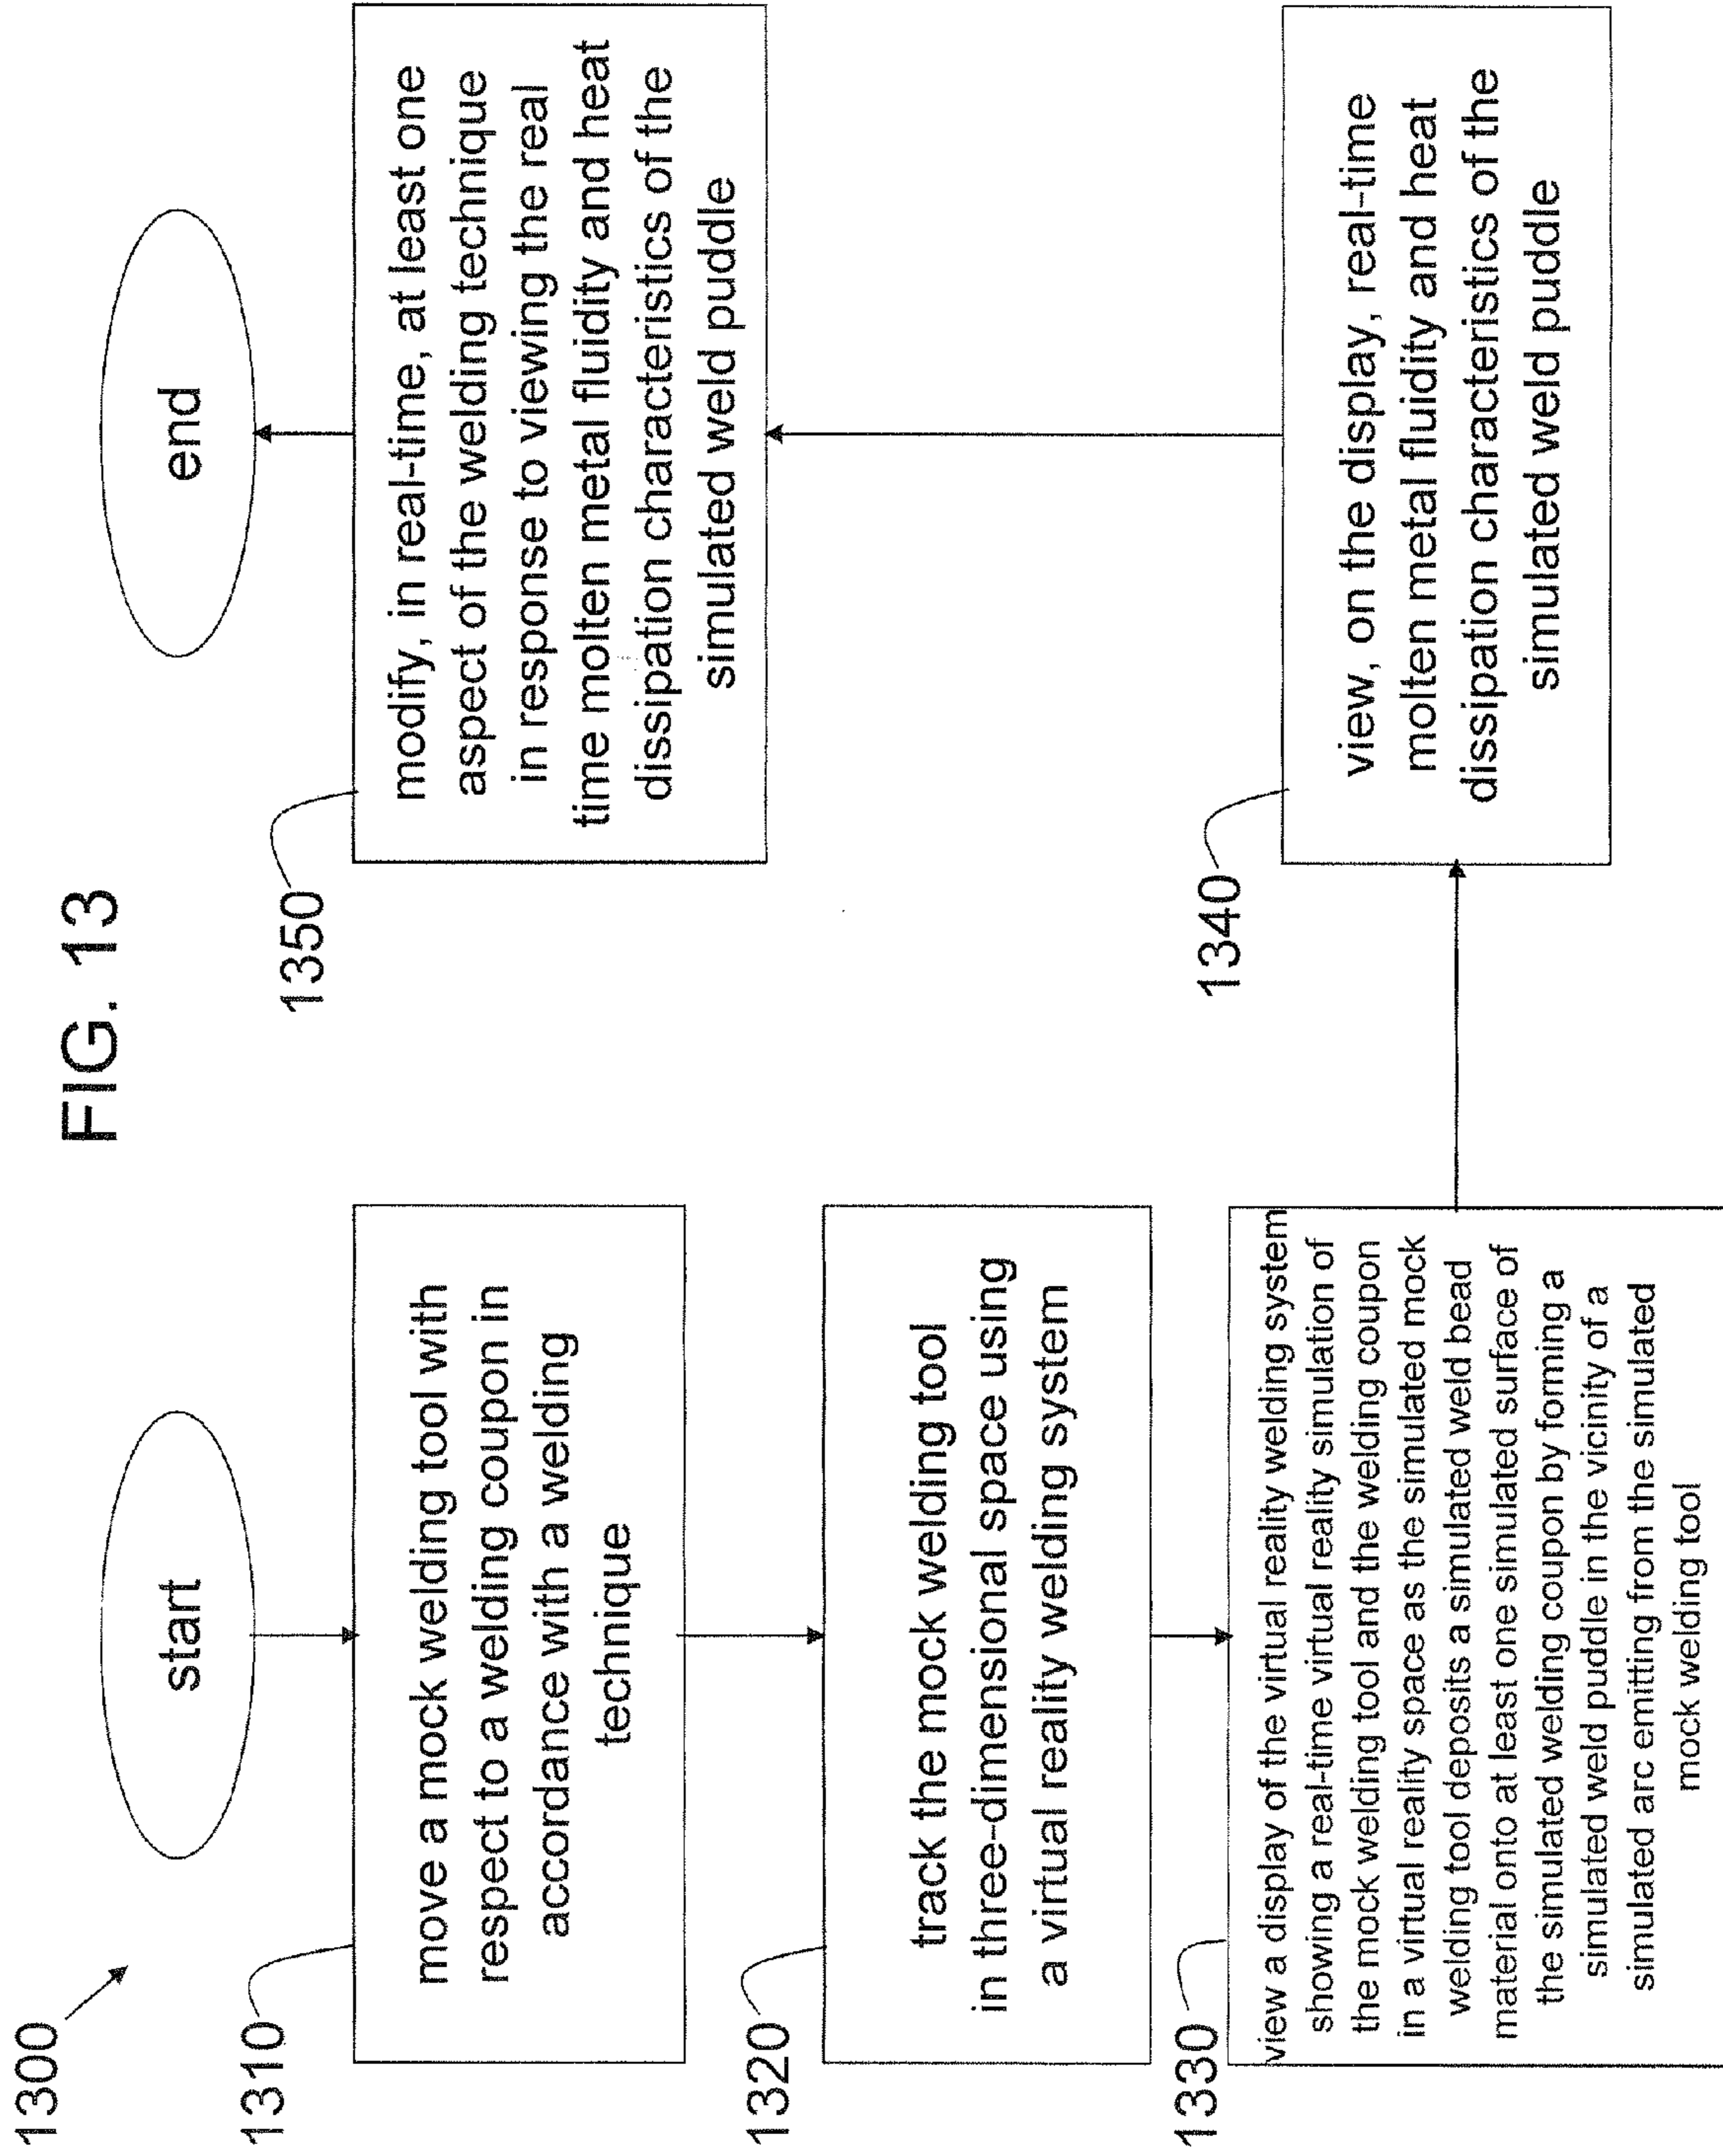 FIG. 13
1300
start
1310
move a mock welding tool with
respect to a welding coupon in
accordance with a welding
technique
1320
track the mock welding tool
in three-dimensional space using
a virtual reality welding system
1330
view a display of the virtual reality welding system
showing a real-time virtual reality simulation of
the mock welding tool and the welding coupon
in a virtual reality space as the simulated mock
welding tool deposits a simulated weld bead
material onto at least one simulated surface of
the simulated welding coupon by forming a
simulated weld puddle in the vicinity of a
simulated arc emitting from the simulated
mock welding tool
1340
view, on the display, real-time
molten metal fluidity and heat
dissipation characteristics of the
simulated weld puddle
1350
modify, in real-time, at least one
aspect of the welding technique
in response to viewing the real
time molten metal fluidity and heat
dissipation characteristics of the
simulated weld puddle
end